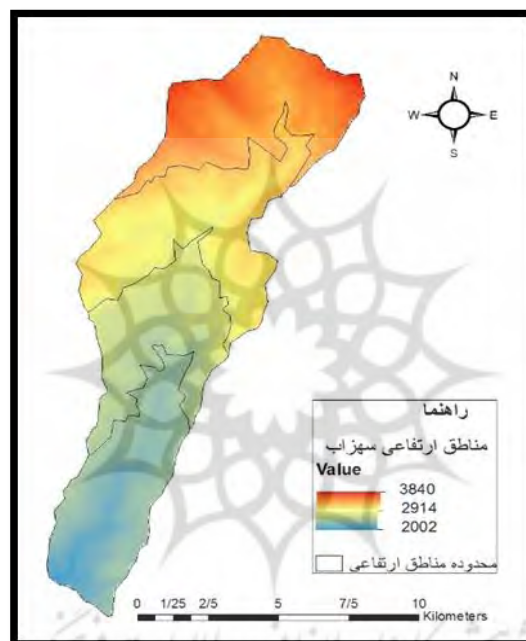 N
W E
S
راهنما
مناطق ارتفاعی سهزاب
Value
3840
2914
2002
محدوده مناطق ارتفاعی
0 1/25 2/5 5 7/5 10
Kilometers